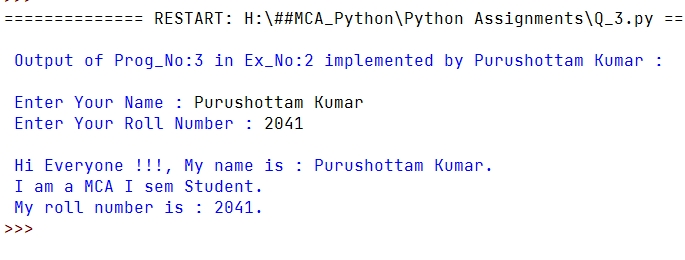 >>>
============== RESTART: H:\##MCA_Python\Python Assignments\Q_3.py ==
Output of Prog_No:3 in Ex_No:2 implemented by Purushottam Kumar :
Enter Your Name : Purushottam Kumar
Enter Your Roll Number : 2041
Hi Everyone !!!, My name is : Purushottam Kumar.
I am a MCA I sem Student.
My roll number is : 2041.
>>>